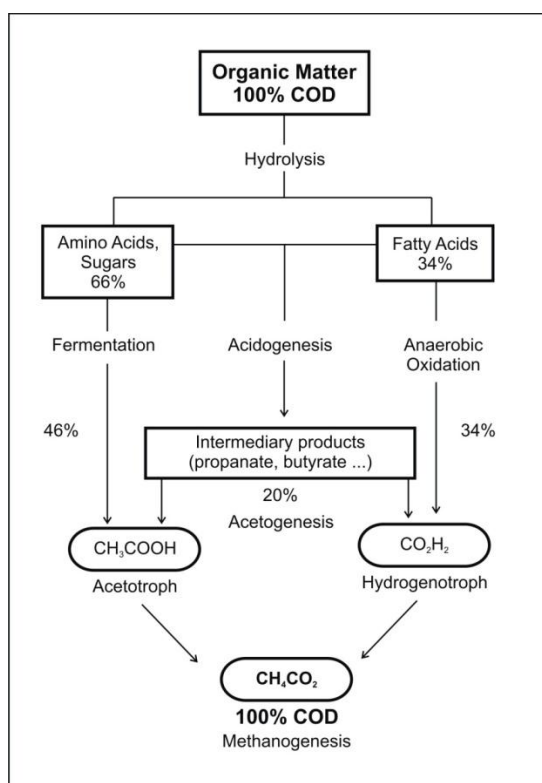 Organic Matter
100% COD
Hydrolysis
Amino Acids,
Sugars
66%
Fatty Acids
34%
Fermentation
Acidogenesis
Anaerobic
Oxidation
46%
34%
Intermediary products
(propanate, butyrate ...)
20%
Acetogenesis
CH₃COOH
CO₂H₂
Acetotroph
Hydrogenotroph
CH₄CO₂
100% COD
Methanogenesis